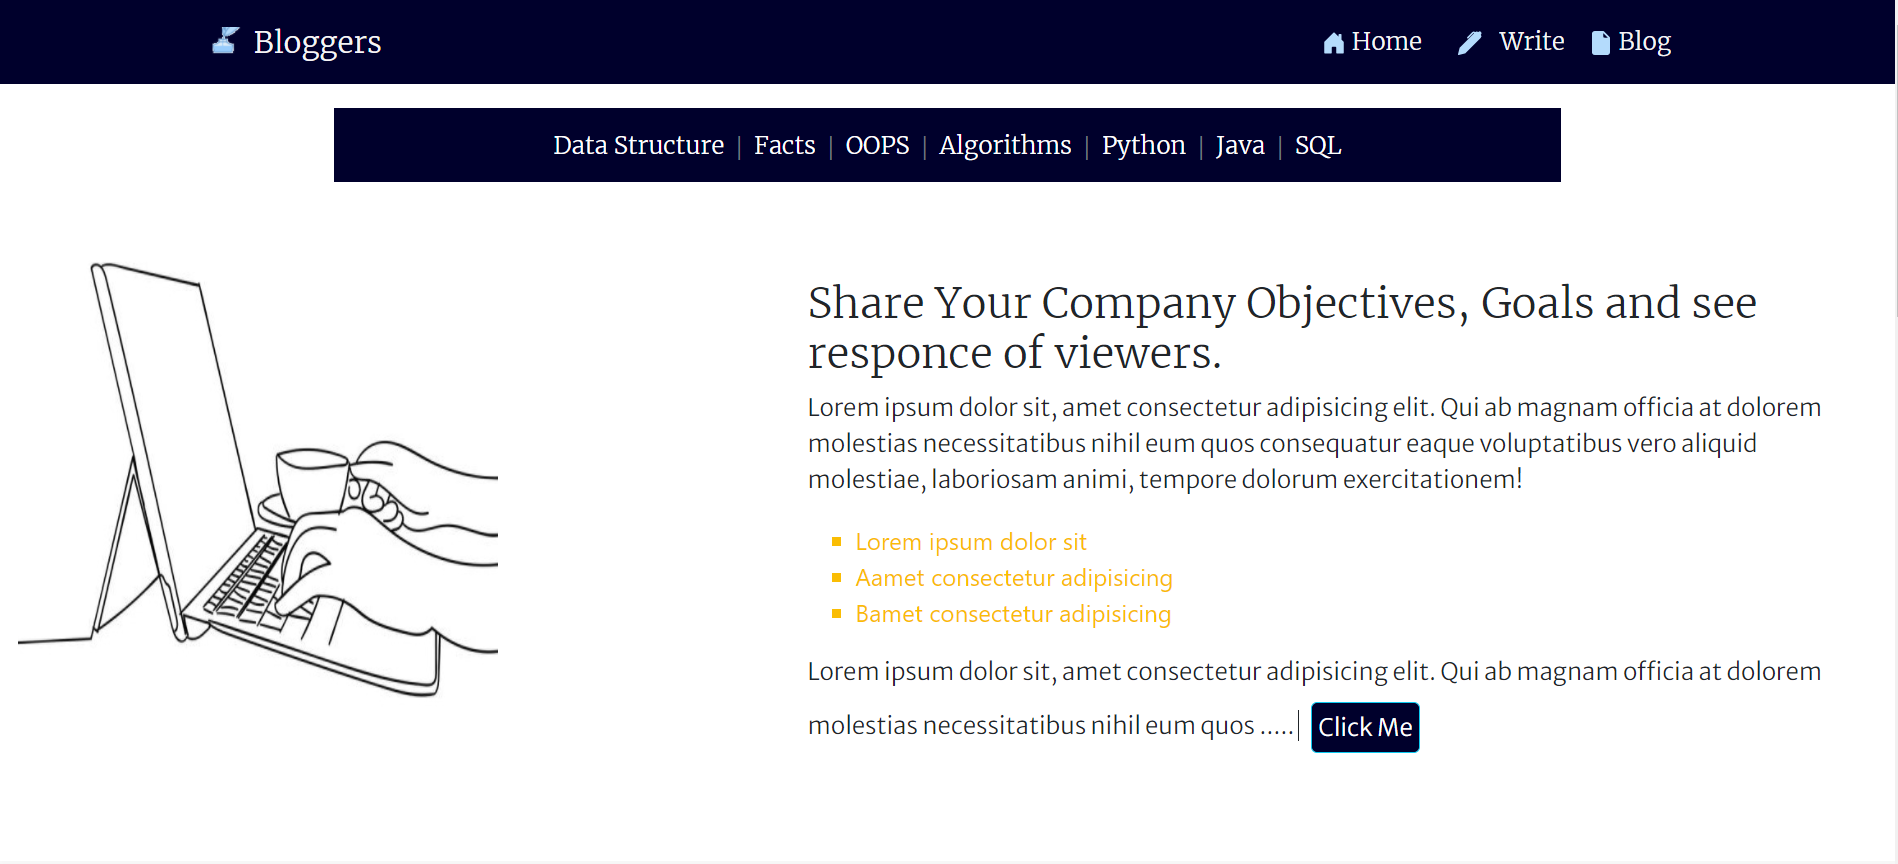 Bloggers Home Write Blog
Data Structure | Facts | OOPS | Algorithms | Python | Java | SQL
Share Your Company Objectives, Goals and see
responce of viewers.
Lorem ipsum dolor sit, amet consectetur adipisicing elit. Qui ab magnam officia at dolorem
molestias necessitatibus nihil eum quos consequatur eaque voluptatibus vero aliquid
molestiae, laboriosam animi, tempore dolorum exercitationem!
Lorem ipsum dolor sit
Aamet consectetur adipisicing
Bamet consectetur adipisicing
Lorem ipsum dolor sit, amet consectetur adipisicing elit. Qui ab magnam officia at dolorem
molestias necessitatibus nihil eum quos .....| Click Me